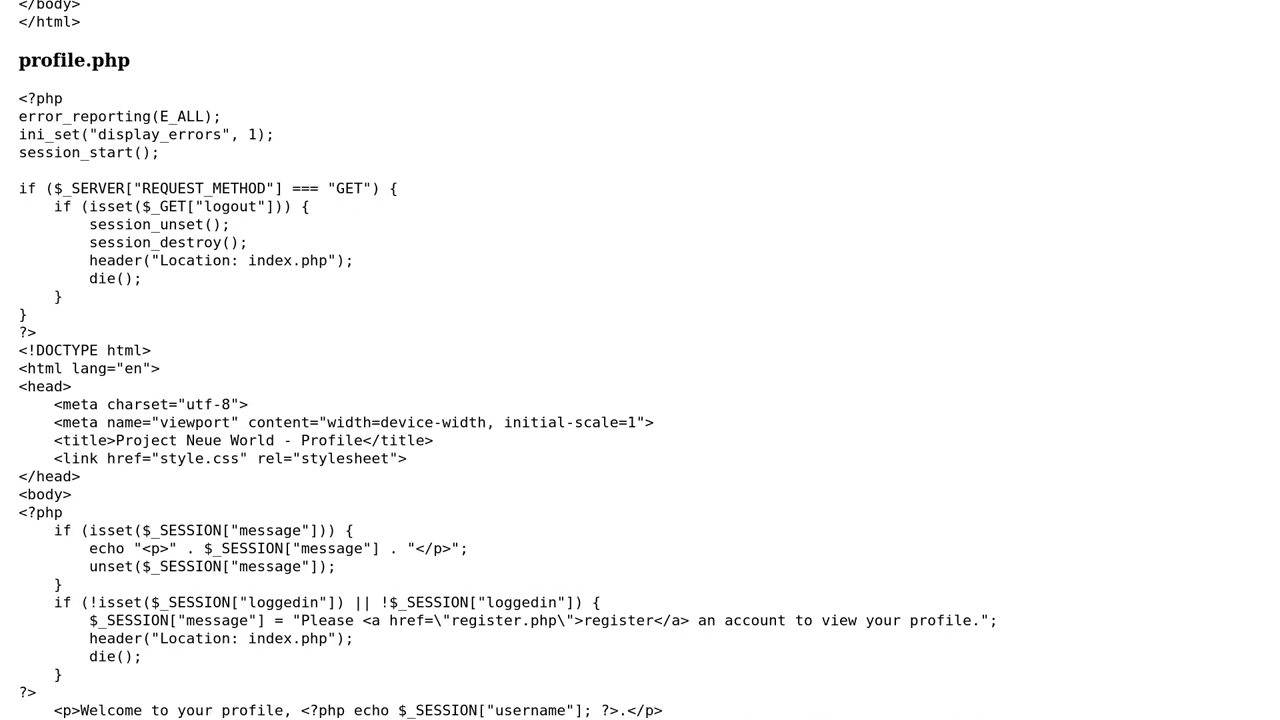 </body>
</html>
profile.php
<?php
error_reporting(E_ALL);
ini_set("display_errors", 1);
session_start();

if ($_SERVER["REQUEST_METHOD"] === "GET") {
    if (isset($_GET["logout"])) {
        session_unset();
        session_destroy();
        header("Location: index.php");
        die();
    }
}
?>
<!DOCTYPE html>
<html lang="en">
<head>
    <meta charset="utf-8">
    <meta name="viewport" content="width=device-width, initial-scale=1">
    <title>Project Neue World - Profile</title>
    <link href="style.css" rel="stylesheet">
</head>
<body>
<?php
    if (isset($_SESSION["message"])) {
        echo "<p>" . $_SESSION["message"] . "</p>";
        unset($_SESSION["message"]);
    }
    if (!isset($_SESSION["loggedin"]) || !$_SESSION["loggedin"]) {
        $_SESSION["message"] = "Please <a href=\"register.php\">register</a> an account to view your profile.";
        header("Location: index.php");
        die();
    }
?>
    <p>Welcome to your profile, <?php echo $_SESSION["username"]; ?>.</p>